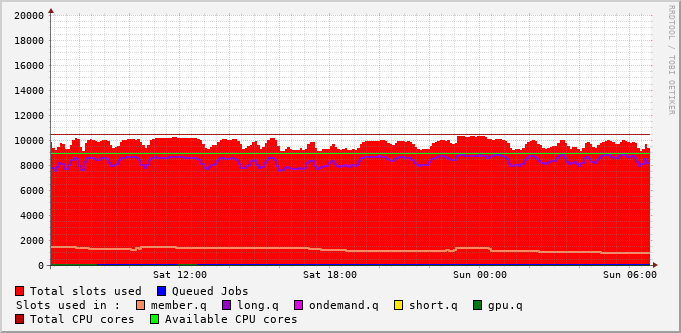 20000
18000
16000
14000
12000
10000
8000
6000
4000
2000
0
Sat 12:00 Sat 18:00 Sun 00:00 Sun 06:00
Total slots used Queued Jobs
Slots used in : member.q long.q ondemand.q short.q gpu.q
Total CPU cores Available CPU cores
RRDTOOL / TOBI OETIKER